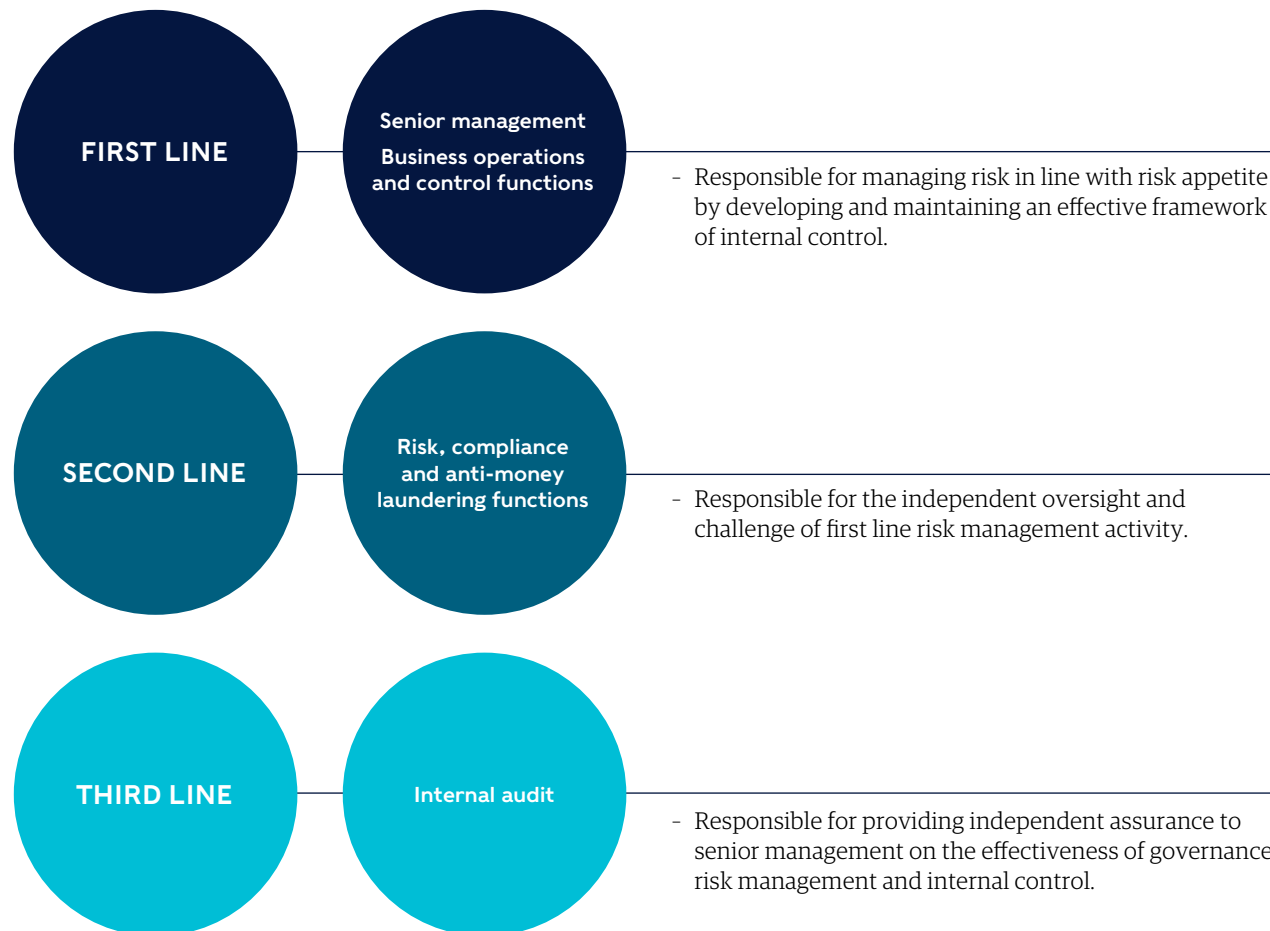 FIRST LINE
Senior management
Business operations
and control functions
- Responsible for managing risk in line with risk appetite
by developing and maintaining an effective framework
of internal control.
SECOND LINE
Risk, compliance
and anti-money
laundering functions
- Responsible for the independent oversight and
challenge of first line risk management activity.
THIRD LINE
Internal audit
- Responsible for providing independent assurance to
senior management on the effectiveness of governance
risk management and internal control.